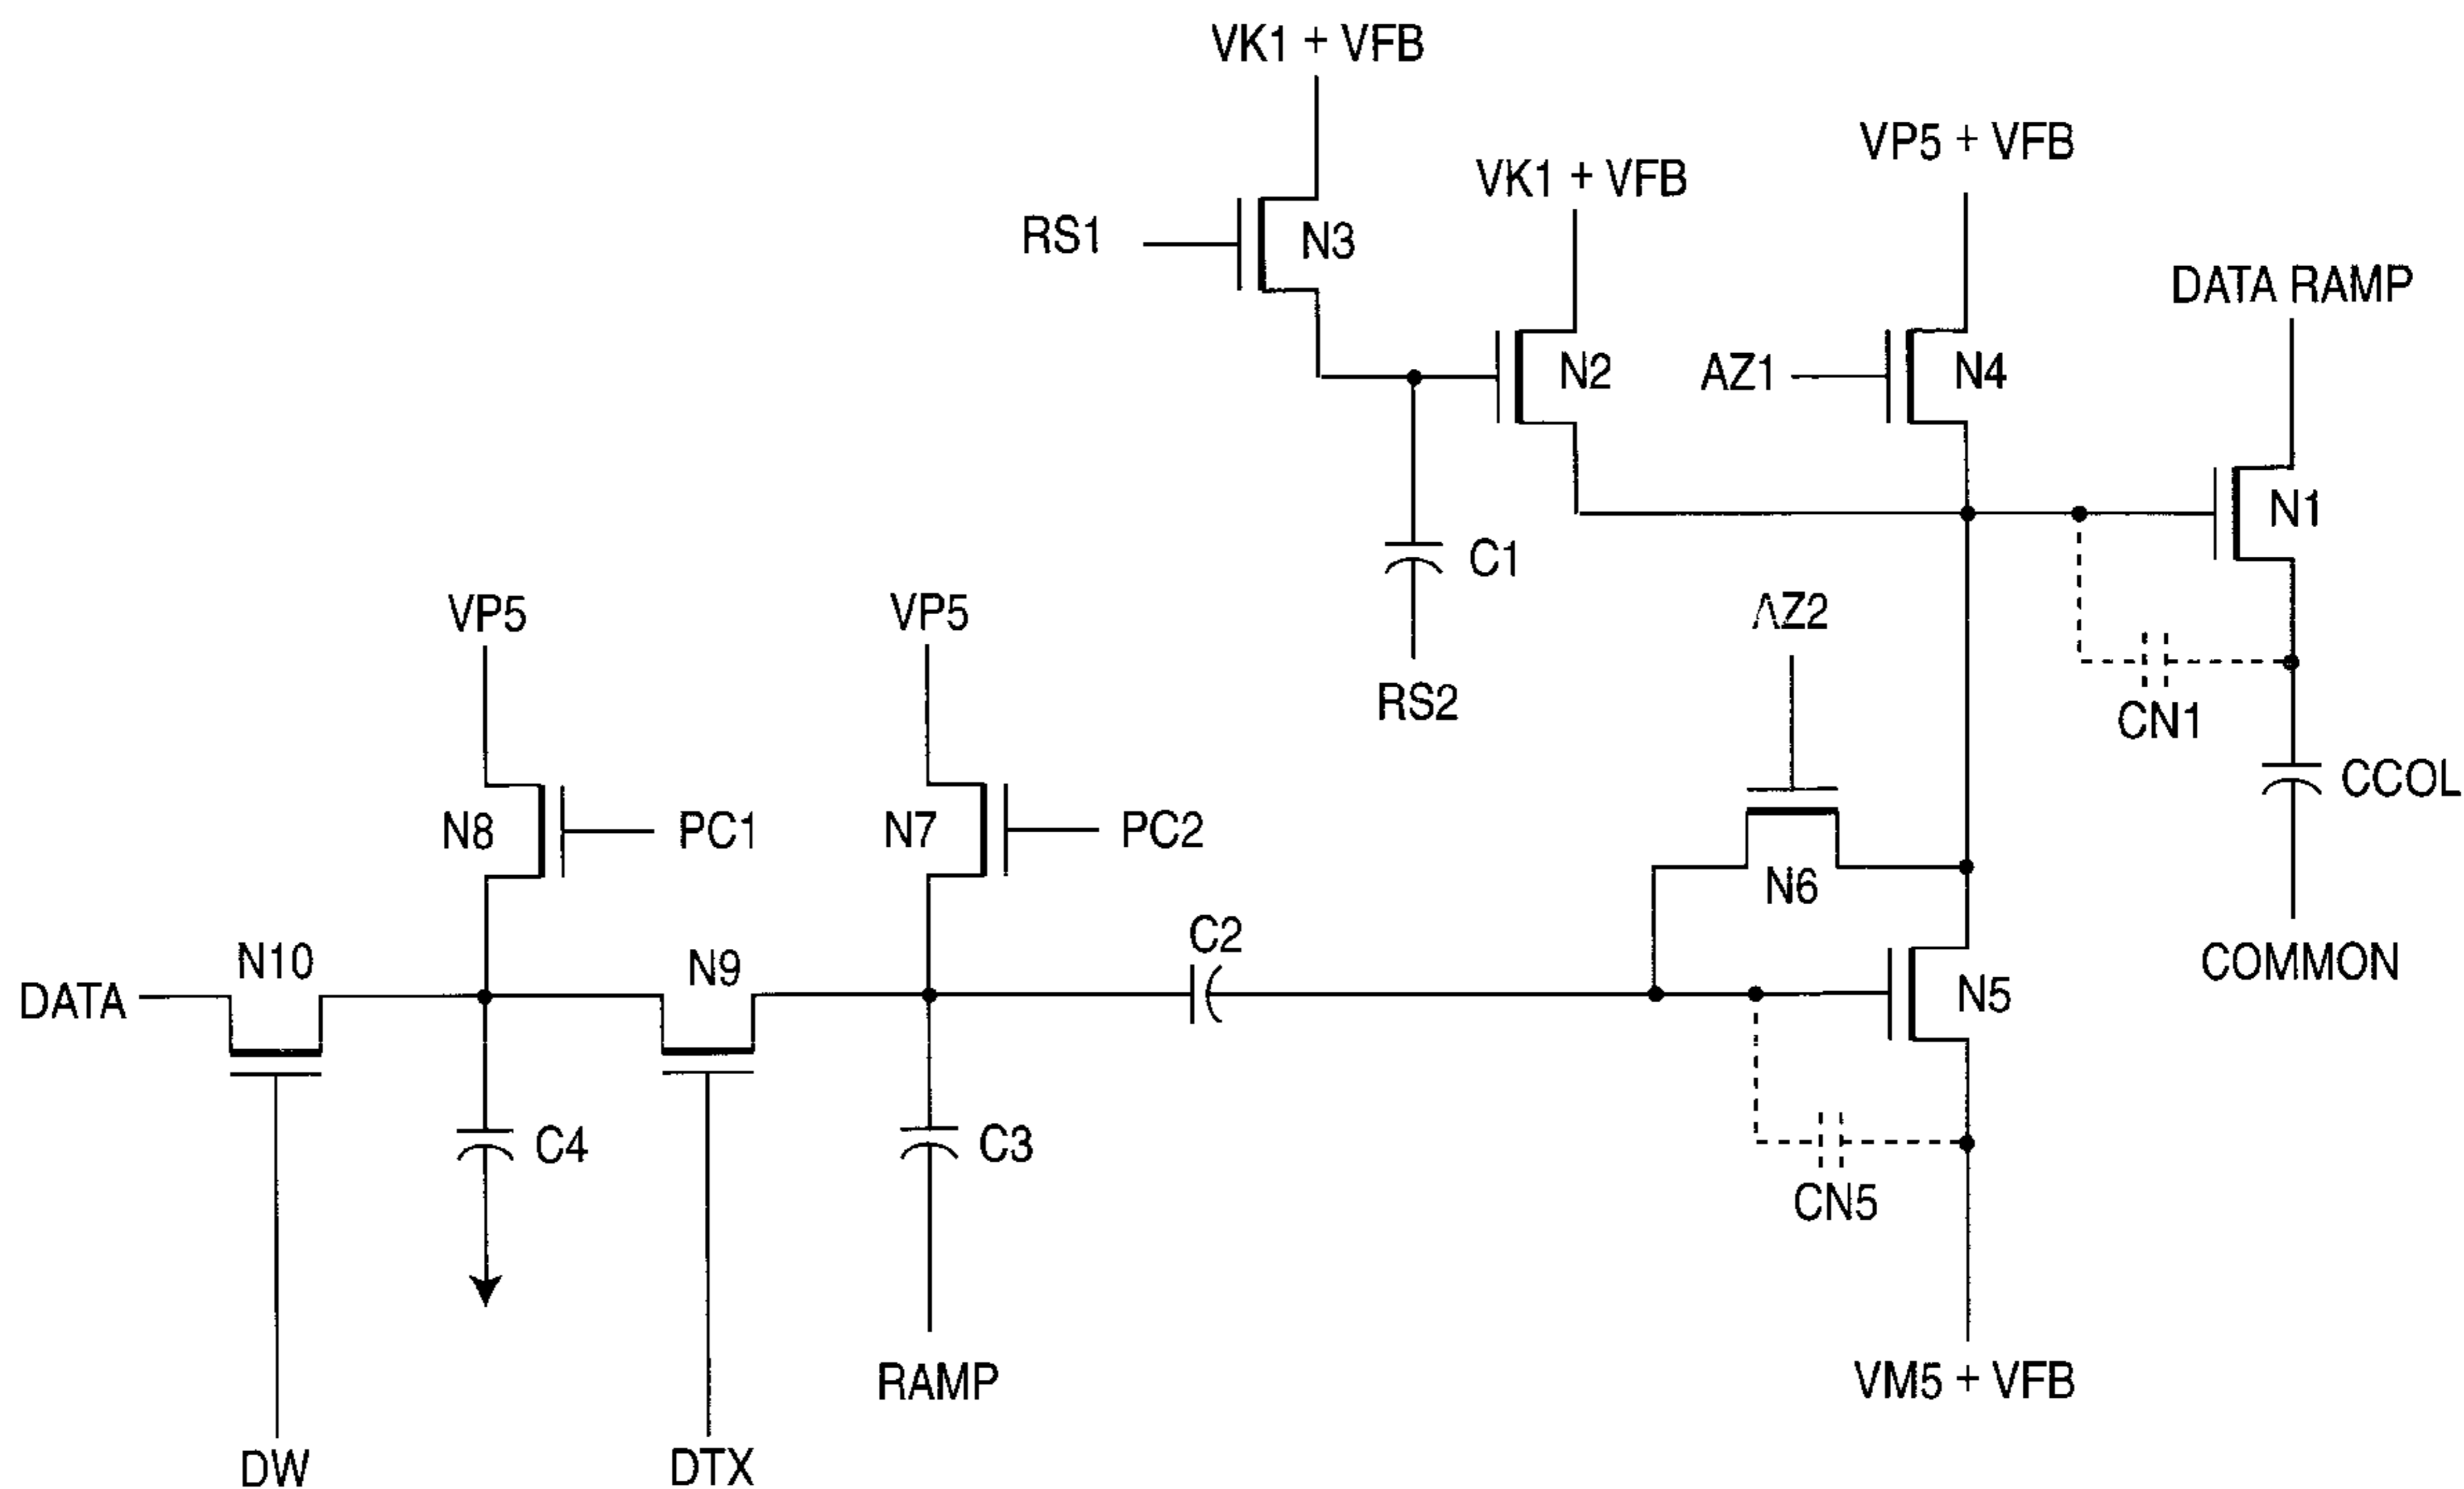 VK1 + VFB
VP5 + VFB
VK1 + VFB
RS1
N3
DATA RAMP
N2
AZ1
N4
N1
C1
VP5
VP5
AZ2
RS2
CN1
CCOL
N8
PC1
N7
PC2
N6
C2
N10
N9
COMMON
DATA
N5
C4
C3
CN5
RAMP
VM5 + VFB
DW
DTX